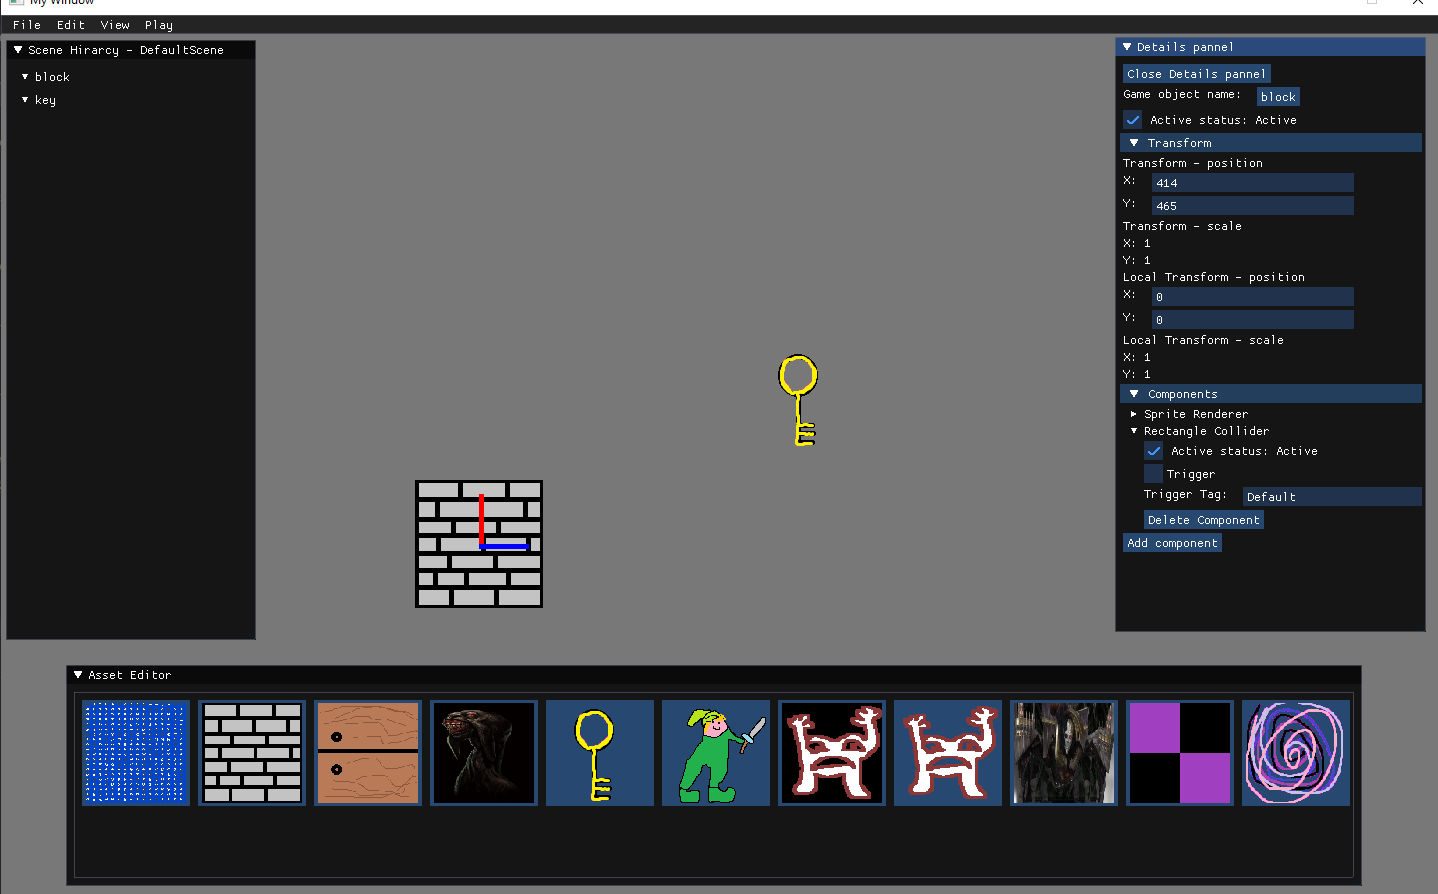 My Window
File Edit View Play
Scene Hirarcy - DefaultScene
block
key
Details pannel
Close Details pannel
Game object name: block
Active status: Active
Transform
Transform - position
X: 414
Y: 465
Transform - scale
X: 1
Y: 1
Local Transform - position
X: 0
Y: 0
Local Transform - scale
X: 1
Y: 1
Components
Sprite Renderer
Rectangle Collider
Active status: Active
Trigger
Trigger Tag: Default
Delete Component
Add component
Asset Editor